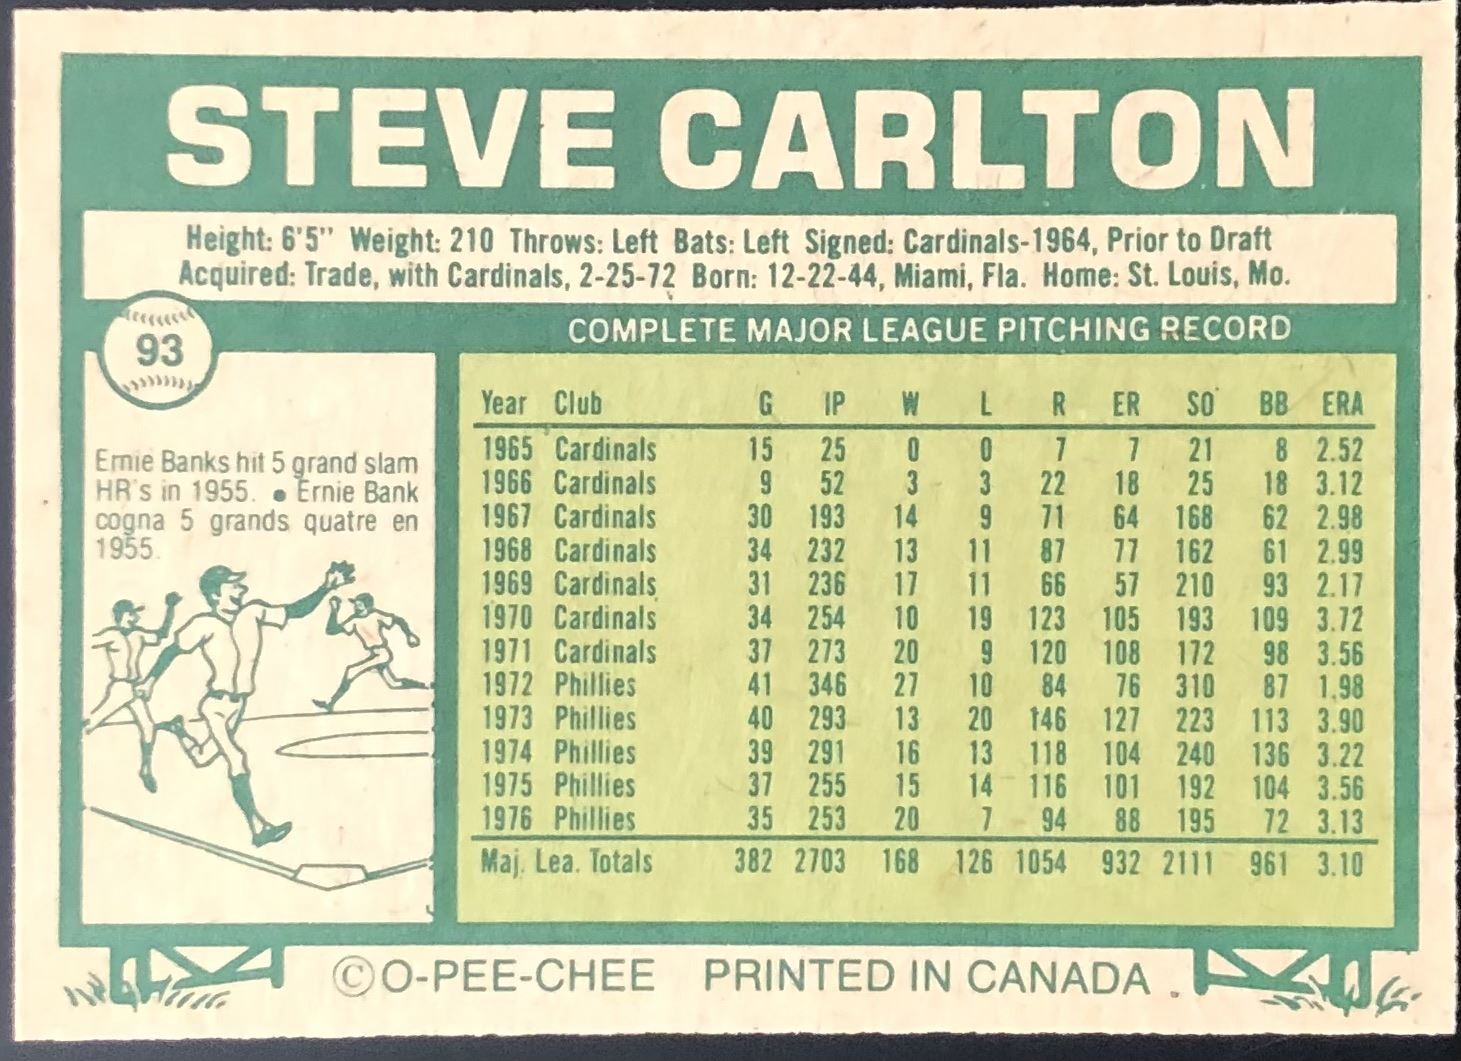 STEVE CARLTON
Height: 6'5" Weight: 210 Throws: Left Bats: Left Signed: Cardinals-1964, Prior to Draft
Acquired: Trade, with Cardinals, 2-25-72 Born: 12-22-44, Miami, Fla. Home: St. Louis, Mo.
93
Ernie Banks hit 5 grand slam
HR's in 1955. ● Ernie Bank
cogna 5 grands quatre en
1955.
COMPLETE MAJOR LEAGUE PITCHING RECORD
Year Club G IP W L R ER SO BB ERA
1965 Cardinals 15 25 0 0 7 7 21 8 2.52
1966 Cardinals 9 52 3 3 22 18 25 18 3.12
1967 Cardinals 30 193 14 9 71 64 168 62 2.98
1968 Cardinals 34 232 13 11 87 77 162 61 2.99
1969 Cardinals 31 236 17 11 66 57 210 93 2.17
1970 Cardinals 34 254 10 19 123 105 193 109 3.72
1971 Cardinals 37 273 20 9 120 108 172 98 3.56
1972 Phillies 41 346 27 10 84 76 310 87 1.98
1973 Phillies 40 293 13 20 146 127 223 113 3.90
1974 Phillies 39 291 16 13 118 104 240 136 3.22
1975 Phillies 37 255 15 14 116 101 192 104 3.56
1976 Phillies 35 253 20 7 94 88 195 72 3.13
Maj. Lea. Totals 382 2703 168 126 1054 932 2111 961 3.10
©O-PEE-CHEE PRINTED IN CANADA